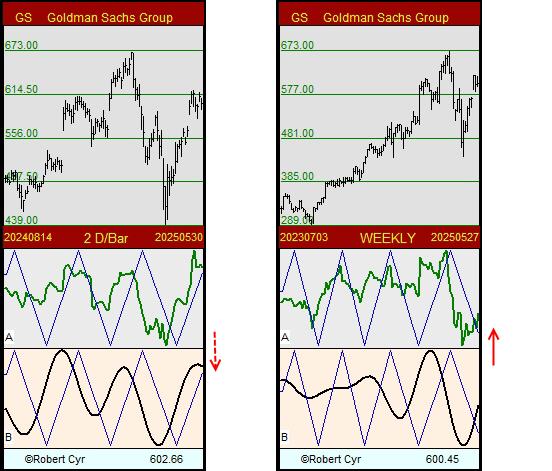 GS Goldman Sachs Group
673.00
614.50
556.00
497.50
439.00
20240814 2 D/Bar 20250530
A
B
©Robert Cyr 602.66
GS Goldman Sachs Group
673.00
577.00
481.00
385.00
289.00
20230703 WEEKLY 20250527
A
B
©Robert Cyr 600.45